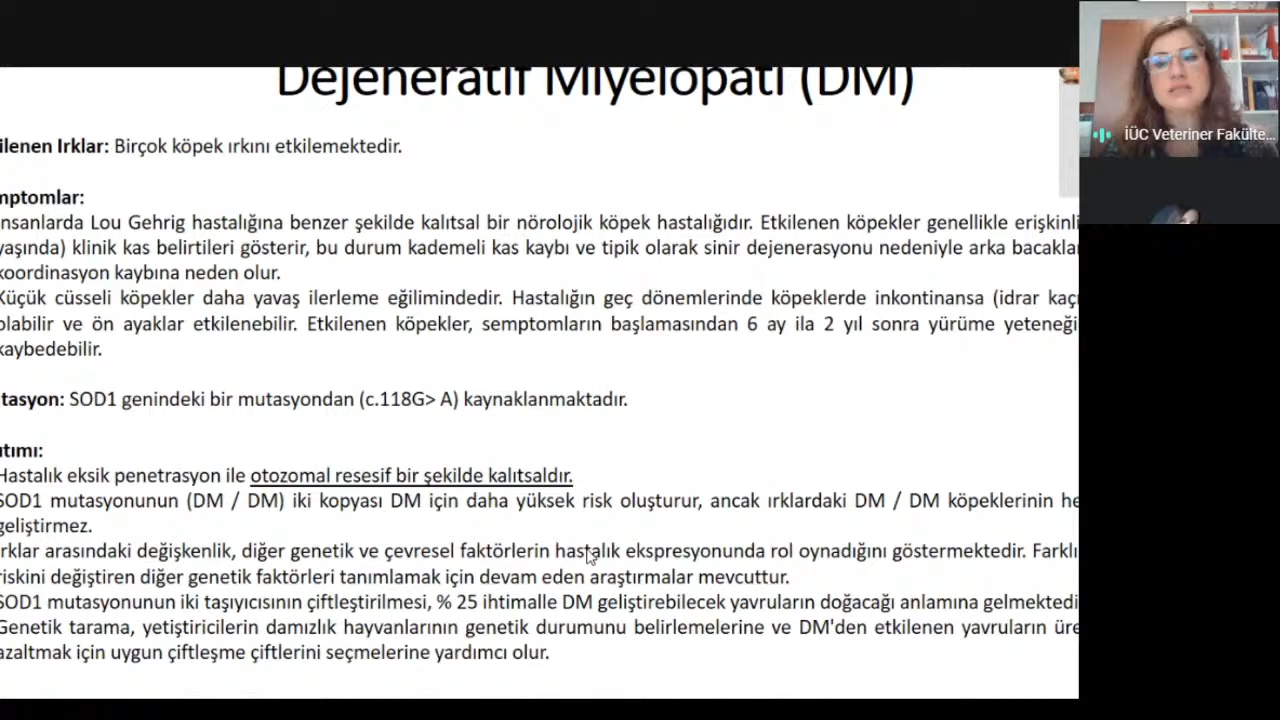 Dejeneratif Miyelopati (DM)
ilenen Irklar: Birçok köpek ırkını etkilemektedir.
mptomlar:
nsanlarda Lou Gehrig hastalığına benzer şekilde kalıtsal bir nörolojik köpek hastalığıdır. Etkilenen köpekler genellikle erişkinli
yaşında) klinik kas belirtileri gösterir, bu durum kademeli kas kaybı ve tipik olarak sinir dejenerasyonu nedeniyle arka bacaklar
koordinasyon kaybına neden olur.
Küçük cüsseli köpekler daha yavaş ilerleme eğilimindedir. Hastalığın geç dönemlerinde köpeklerde inkontinansa (idrar kaçı
olabilir ve ön ayaklar etkilenebilir. Etkilenen köpekler, semptomların başlamasından 6 ay ila 2 yıl sonra yürüme yeteneği
kaybedebilir.
tasyon: SOD1 genindeki bir mutasyondan (c.118G> A) kaynaklanmaktadır.
ıtımı:
Hastalık eksik penetrasyon ile otozomal resesif bir şekilde kalıtsaldır.
SOD1 mutasyonunun (DM / DM) iki kopyası DM için daha yüksek risk oluşturur, ancak ırklardaki DM / DM köpeklerinin he
geliştirmez.
rklar arasındaki değişkenlik, diğer genetik ve çevresel faktörlerin hastalık ekspresyonunda rol oynadığını göstermektedir. Farklı
riskini değiştiren diğer genetik faktörleri tanımlamak için devam eden araştırmalar mevcuttur.
SOD1 mutasyonunun iki taşıyıcısının çiftleştirilmesi, % 25 ihtimalle DM geliştirebilecek yavruların doğacağı anlamına gelmektedi
Genetik tarama, yetiştiricilerin damızlık hayvanlarının genetik durumunu belirlemelerine ve DM'den etkilenen yavruların üre
azaltmak için uygun çiftleşme çiftlerini seçmelerine yardımcı olur.
İÜC Veteriner Fakülte...